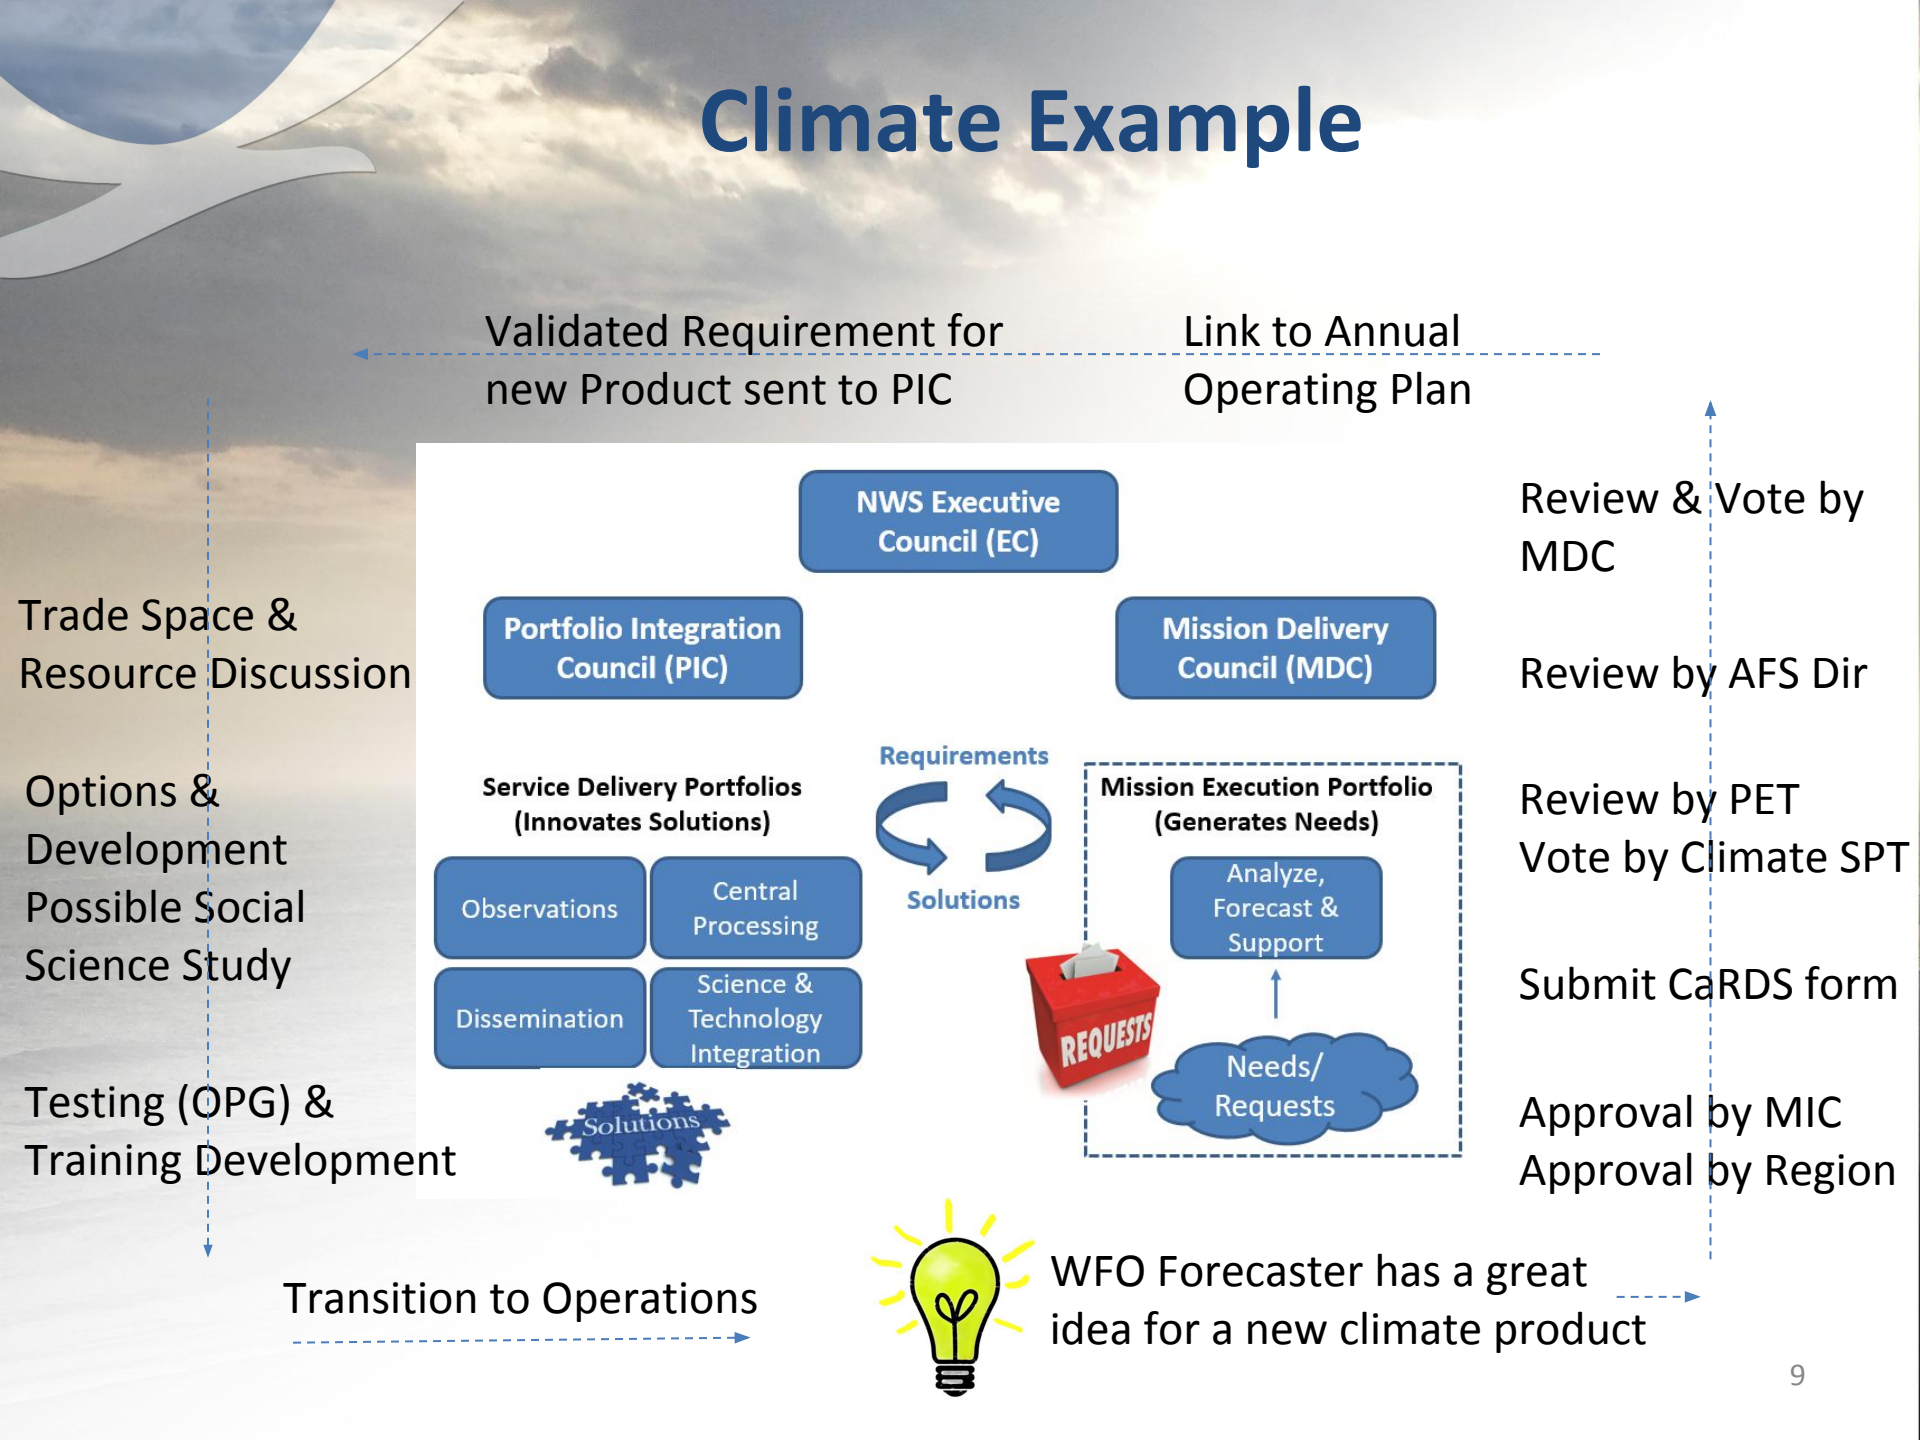 Climate Example
Validated Requirement for
new Product sent to PIC
Link to Annual
Operating Plan
NWS Executive
Council (EC)
Portfolio Integration
Council (PIC)
Mission Delivery
Council (MDC)
Requirements
Solutions
Service Delivery Portfolios
(Innovates Solutions)
Observations
Central
Processing
Dissemination
Science &
Technology
Integration
Solutions
Mission Execution Portfolio
(Generates Needs)
Analyze,
Forecast &
Support
REQUESTS
Needs/
Requests
Review & Vote by
MDC
Review by AFS Dir
Review by PET
Vote by Climate SPT
Submit CaRDS form
Approval by MIC
Approval by Region
Trade Space &
Resource Discussion
Options &
Development
Possible Social
Science Study
Testing (OPG) &
Training Development
Transition to Operations
WFO Forecaster has a great
idea for a new climate product
9